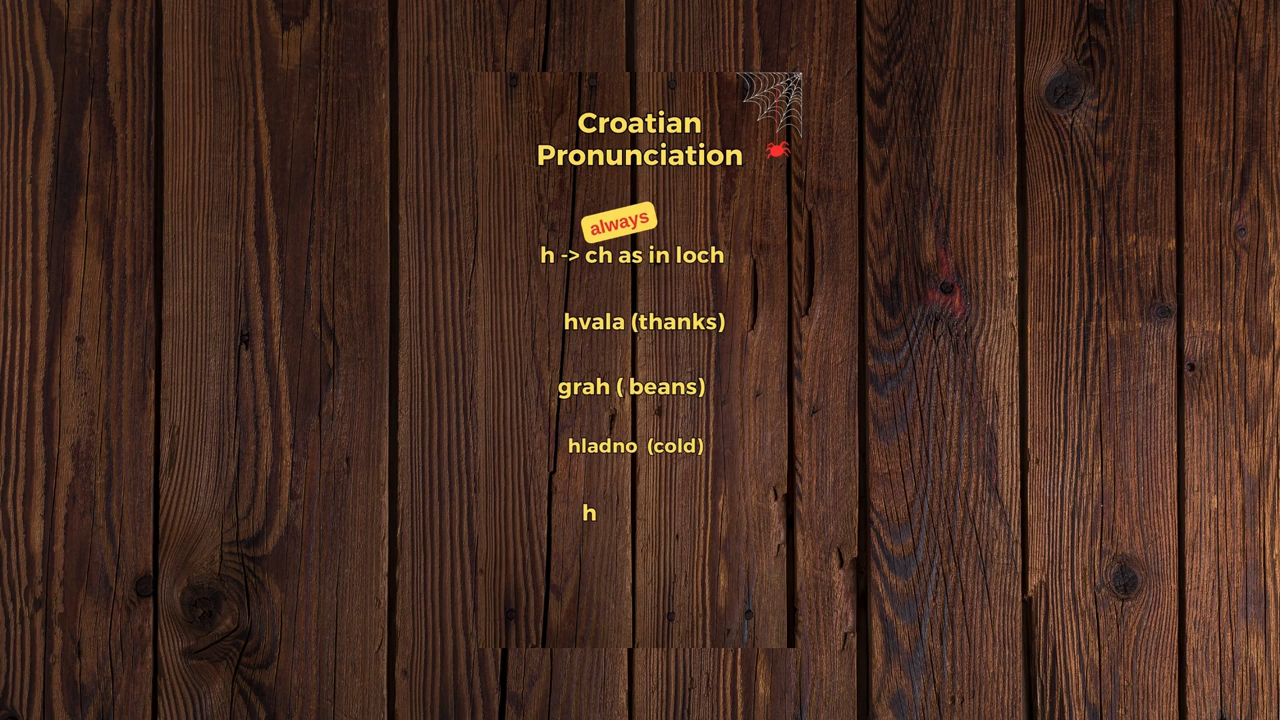 Croatian
Pronunciation
always
h -> ch as in loch
hvala (thanks)
grah ( beans)
hladno (cold)
h